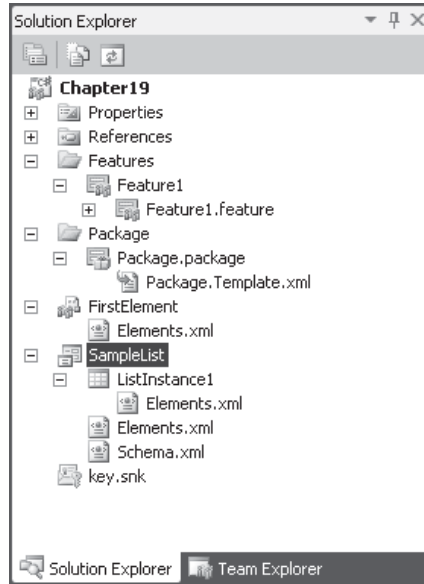 Solution Explorer
Chapter19
Properties
References
Features
Feature1
Feature1.feature
Package
Package.package
Package.Template.xml
FirstElement
Elements.xml
SampleList
ListInstance1
Elements.xml
Elements.xml
Schema.xml
key.snk
Solution Explorer Team Explorer